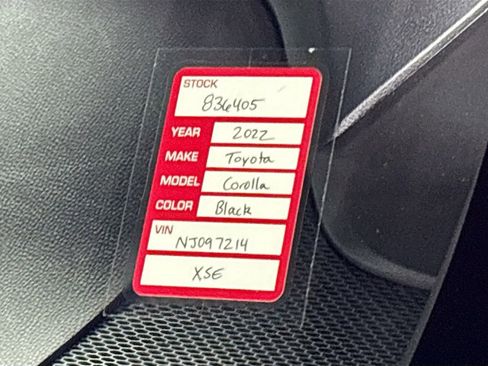 STOCK
836405
YEAR 2022
MAKE Toyota
MODEL Corolla
COLOR Black
VIN
NJ097214
XSE